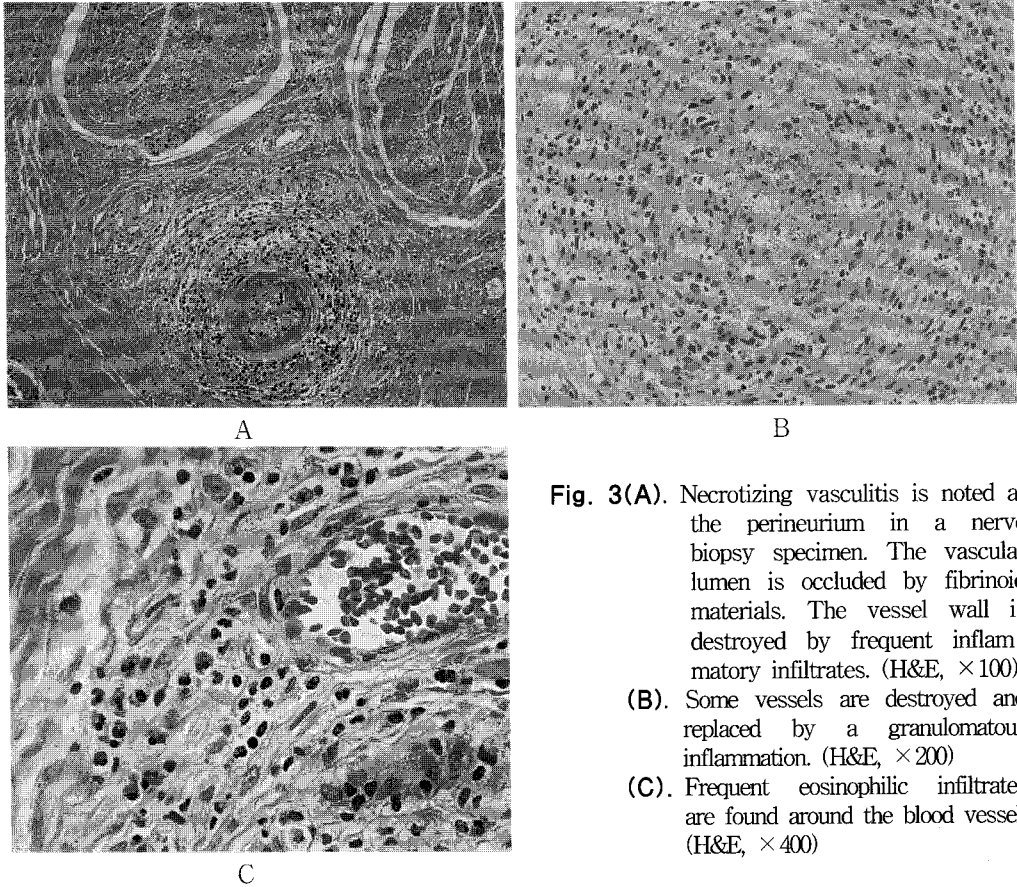 A
B
C
Fig. 3(A). Necrotizing vasculitis is noted a
the perineurium in a nerv
biopsy specimen. The vascula
lumen is occluded by fibrinoi
materials. The vessel wall i
destroyed by frequent inflam
matory infiltrates. (H&E, ×100)
(B). Some vessels are destroyed an
replaced by a granulomatou
inflammation. (H&E, ×200)
(C). Frequent eosinophilic infiltrate
are found around the blood vessel
(H&E, ×400)